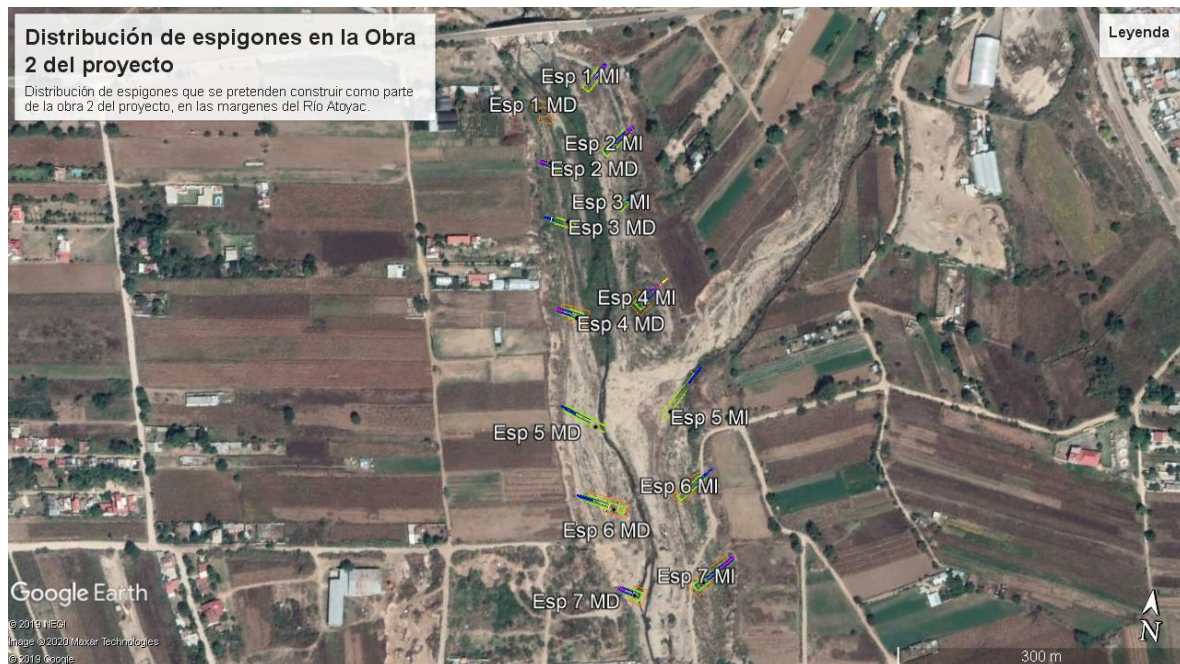 Distribución de espigones en la Obra
2 del proyecto
Distribución de espigones que se pretenden construir como parte
de la obra 2 del proyecto, en las margenes del Río Atoyac.
Leyenda
Esp 1 MI
Esp 1 MD
Esp 2 MI
Esp 2 MD
Esp 3 MI
Esp 3 MD
Esp 4 MI
Esp 4 MD
Esp 5 MI
Esp 5 MD
Esp 6 MI
Esp 6 MD
Esp 7 MI
Esp 7 MD
Google Earth
© 2019 INEGI
Image © 2020 Maxar Technologies
© 2019 Google
N
300 m